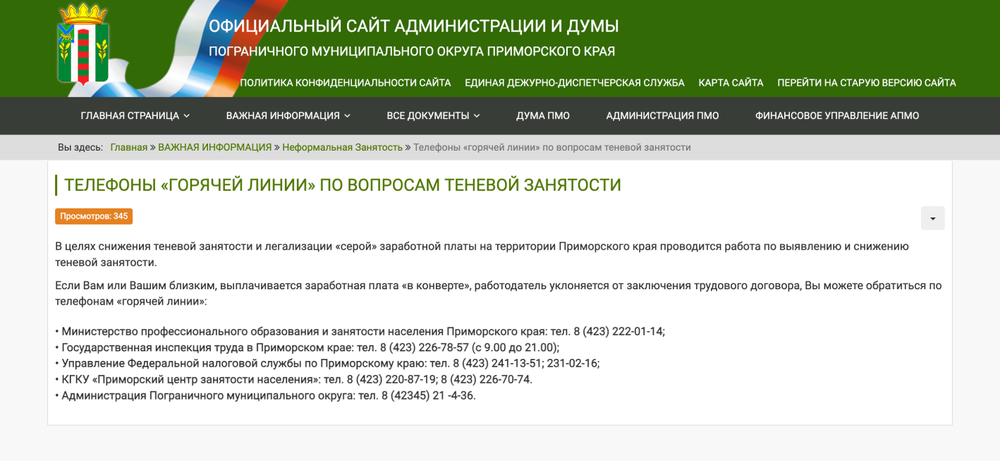 ОФИЦИАЛЬНЫЙ САЙТ АДМИНИСТРАЦИИ И ДУМЫ
ПОГРАНИЧНОГО МУНИЦИПАЛЬНОГО ОКРУГА ПРИМОРСКОГО КРАЯ
ПОЛИТИКА КОНФИДЕНЦИАЛЬНОСТИ САЙТА ЕДИНАЯ ДЕЖУРНО-ДИСПЕТЧЕРСКАЯ СЛУЖБА КАРТА САЙТА ПЕРЕЙТИ НА СТАРУЮ ВЕРСИЮ САЙТА
ГЛАВНАЯ СТРАНИЦА ВАЖНАЯ ИНФОРМАЦИЯ ВСЕ ДОКУМЕНТЫ ДУМА ПМО АДМИНИСТРАЦИЯ ПМО ФИНАНСОВОЕ УПРАВЛЕНИЕ АПМО
Вы здесь: Главная » ВАЖНАЯ ИНФОРМАЦИЯ » Неформальная Занятость » Телефоны «горячей линии» по вопросам теневой занятости
ТЕЛЕФОНЫ «ГОРЯЧЕЙ ЛИНИИ» ПО ВОПРОСАМ ТЕНЕВОЙ ЗАНЯТОСТИ
Просмотров: 345
В целях снижения теневой занятости и легализации «серой» заработной платы на территории Приморского края проводится работа по выявлению и снижению
теневой занятости.
Если Вам или Вашим близким, выплачивается заработная плата «в конверте», работодатель уклоняется от заключения трудового договора, Вы можете обратиться по
телефонам «горячей линии»:
• Министерство профессионального образования и занятости населения Приморского края: тел. 8 (423) 222-01-14;
• Государственная инспекция труда в Приморском крае: тел. 8 (423) 226-78-57 (с 9.00 до 21.00);
• Управление Федеральной налоговой службы по Приморскому краю: тел. 8 (423) 241-13-51; 231-02-16;
• КГКУ «Приморский центр занятости населения»: тел. 8 (423) 220-87-19; 8 (423) 226-70-74.
• Администрация Пограничного муниципального округа: тел. 8 (42345) 21 -4-36.